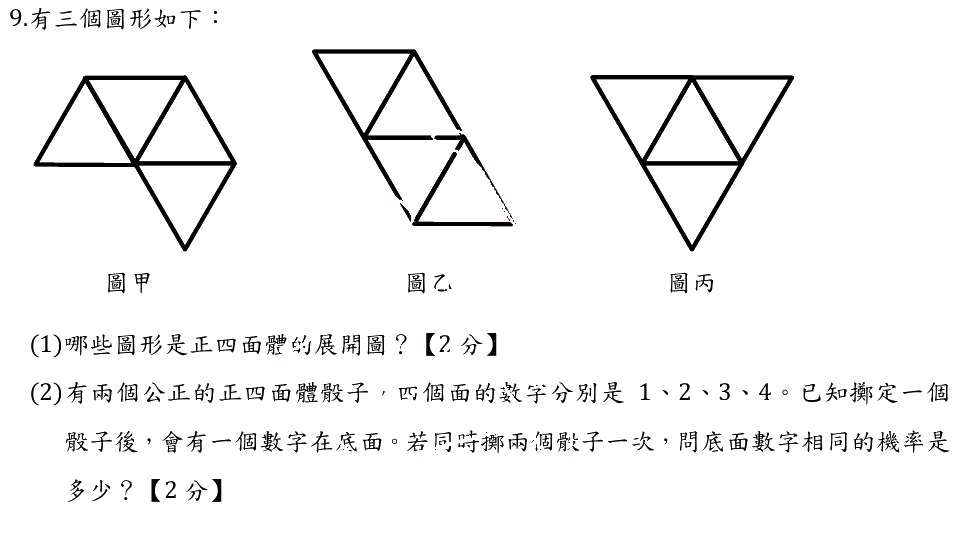 9.有三個圖形如下：
圖甲 圖乙 圖丙
(1)哪些圖形是正四面體的展開圖？【2 分】
(2)有兩個公正的正四面體骰子，四個面的數字分別是 1、2、3、4。已知擲定一個
骰子後，會有一個數字在底面。若同時擲兩個骰子一次，問底面數字相同的機率是
多少？【2 分】